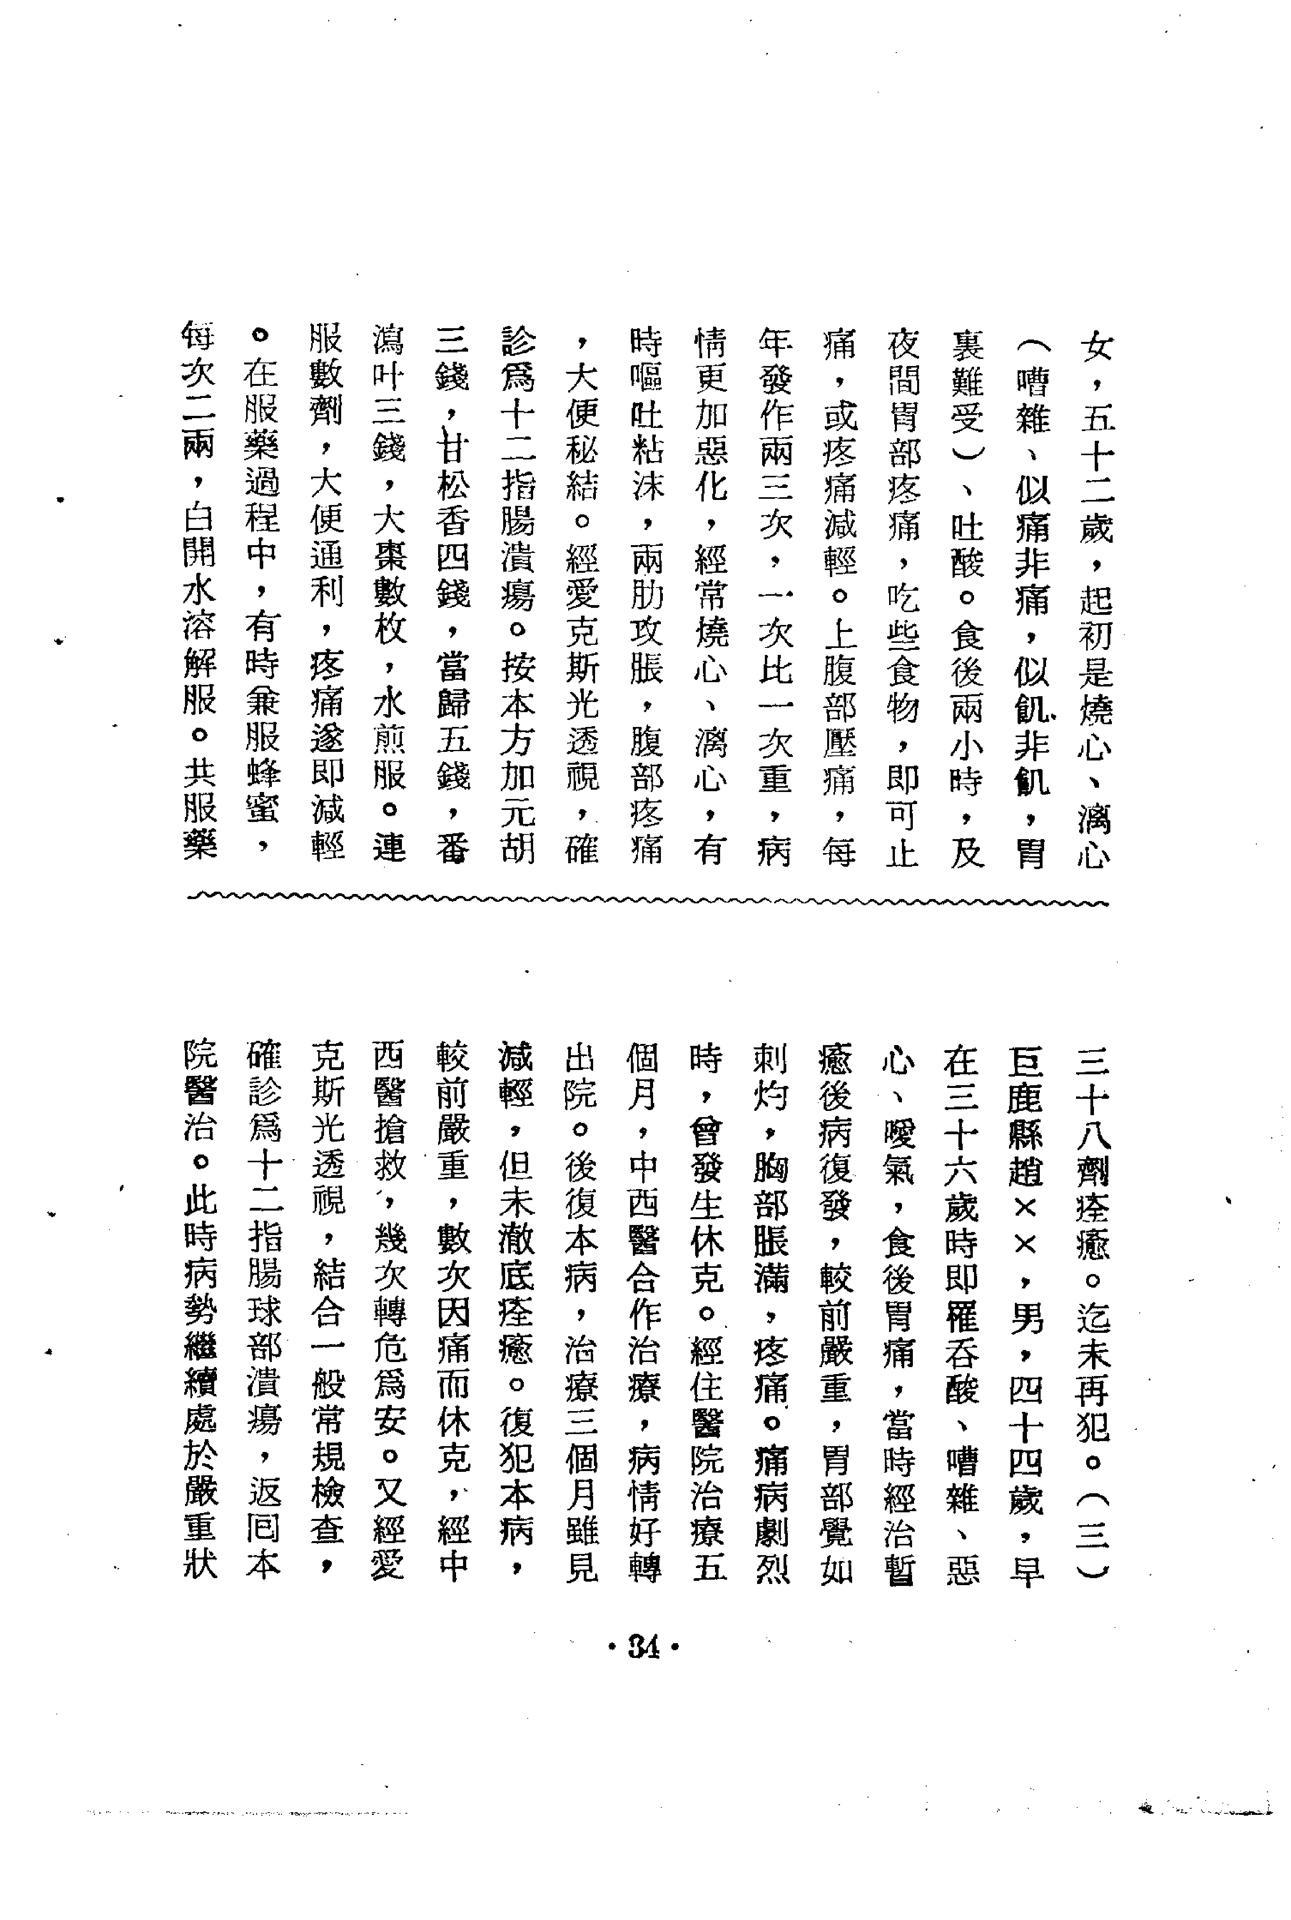 女，五十二歲，起初是燒心、漓心
（嘈雜、似痛非痛，似飢非飢，胃
裏難受）、吐酸。食後兩小時，及
夜間胃部疼痛，吃些食物，即可止
痛，或疼痛減輕。上腹部壓痛，每
年發作兩三次，一次比一次重，病
情更加惡化，經常燒心、漓心，有
時嘔吐粘沫，兩肋攻脹，腹部疼痛
，大便秘結。經愛克斯光透視，確
診爲十二指腸潰瘍。按本方加元胡
三錢，甘松香四錢，當歸五錢，番
瀉叶三錢，大棗數枚，水煎服。連
服數劑，大便通利，疼痛遂即減輕
。在服藥過程中，有時兼服蜂蜜，
每次二兩，白開水溶解服。共服藥
三十八劑痊癒。迄未再犯。（三）
巨鹿縣趙××，男，四十四歲，早
在三十六歲時即罹吞酸、嘈雜、惡
心、噯氣，食後胃痛，當時經治暫
癒後病復發，較前嚴重，胃部覺如
刺灼，胸部脹滿，疼痛。痛病劇烈
時，曾發生休克。經住醫院治療五
個月，中西醫合作治療，病情好轉
出院。後復本病，治療三個月雖見
減輕，但未澈底痊癒。復犯本病，
較前嚴重，數次因痛而休克，經中
西醫搶救，幾次轉危爲安。又經愛
克斯光透視，結合一般常規檢查，
確診爲十二指腸球部潰瘍，返囘本
院醫治。此時病勢繼續處於嚴重狀
·34·